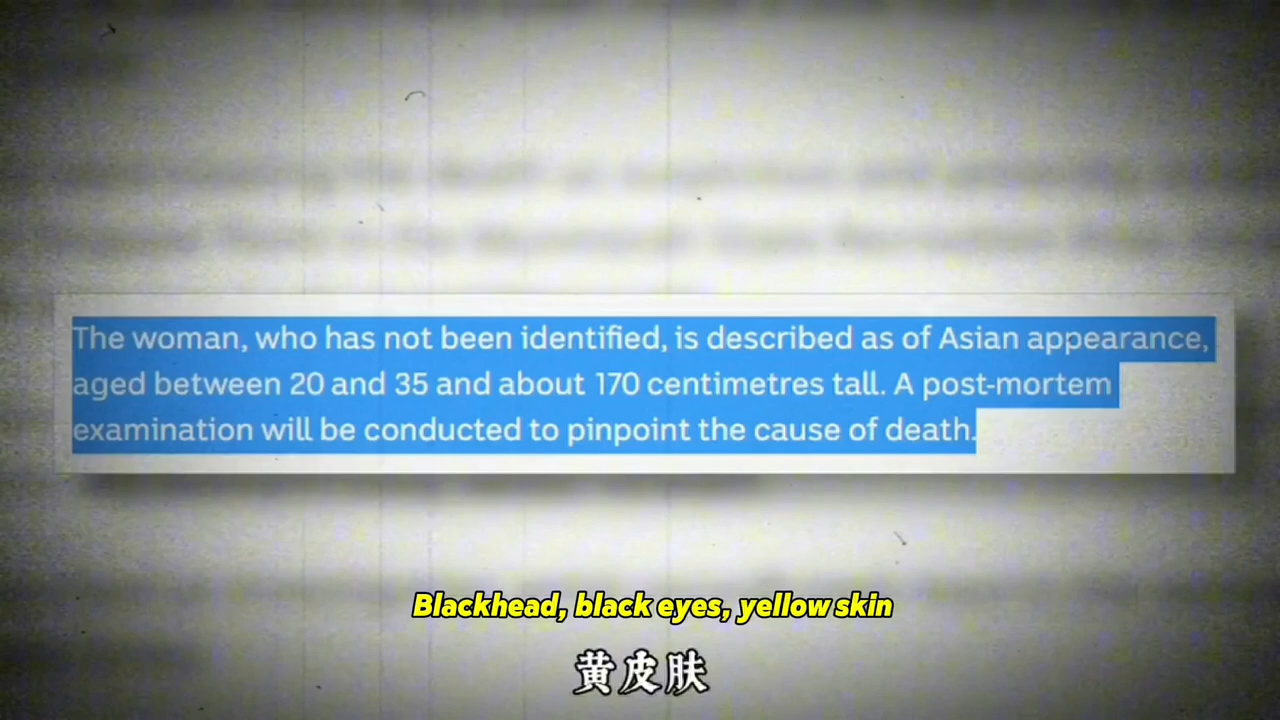 The woman, who has not been identified, is described as of Asian appearance,
aged between 20 and 35 and about 170 centimetres tall. A post-mortem
examination will be conducted to pinpoint the cause of death.
Blackhead, black eyes, yellow skin
黄皮肤